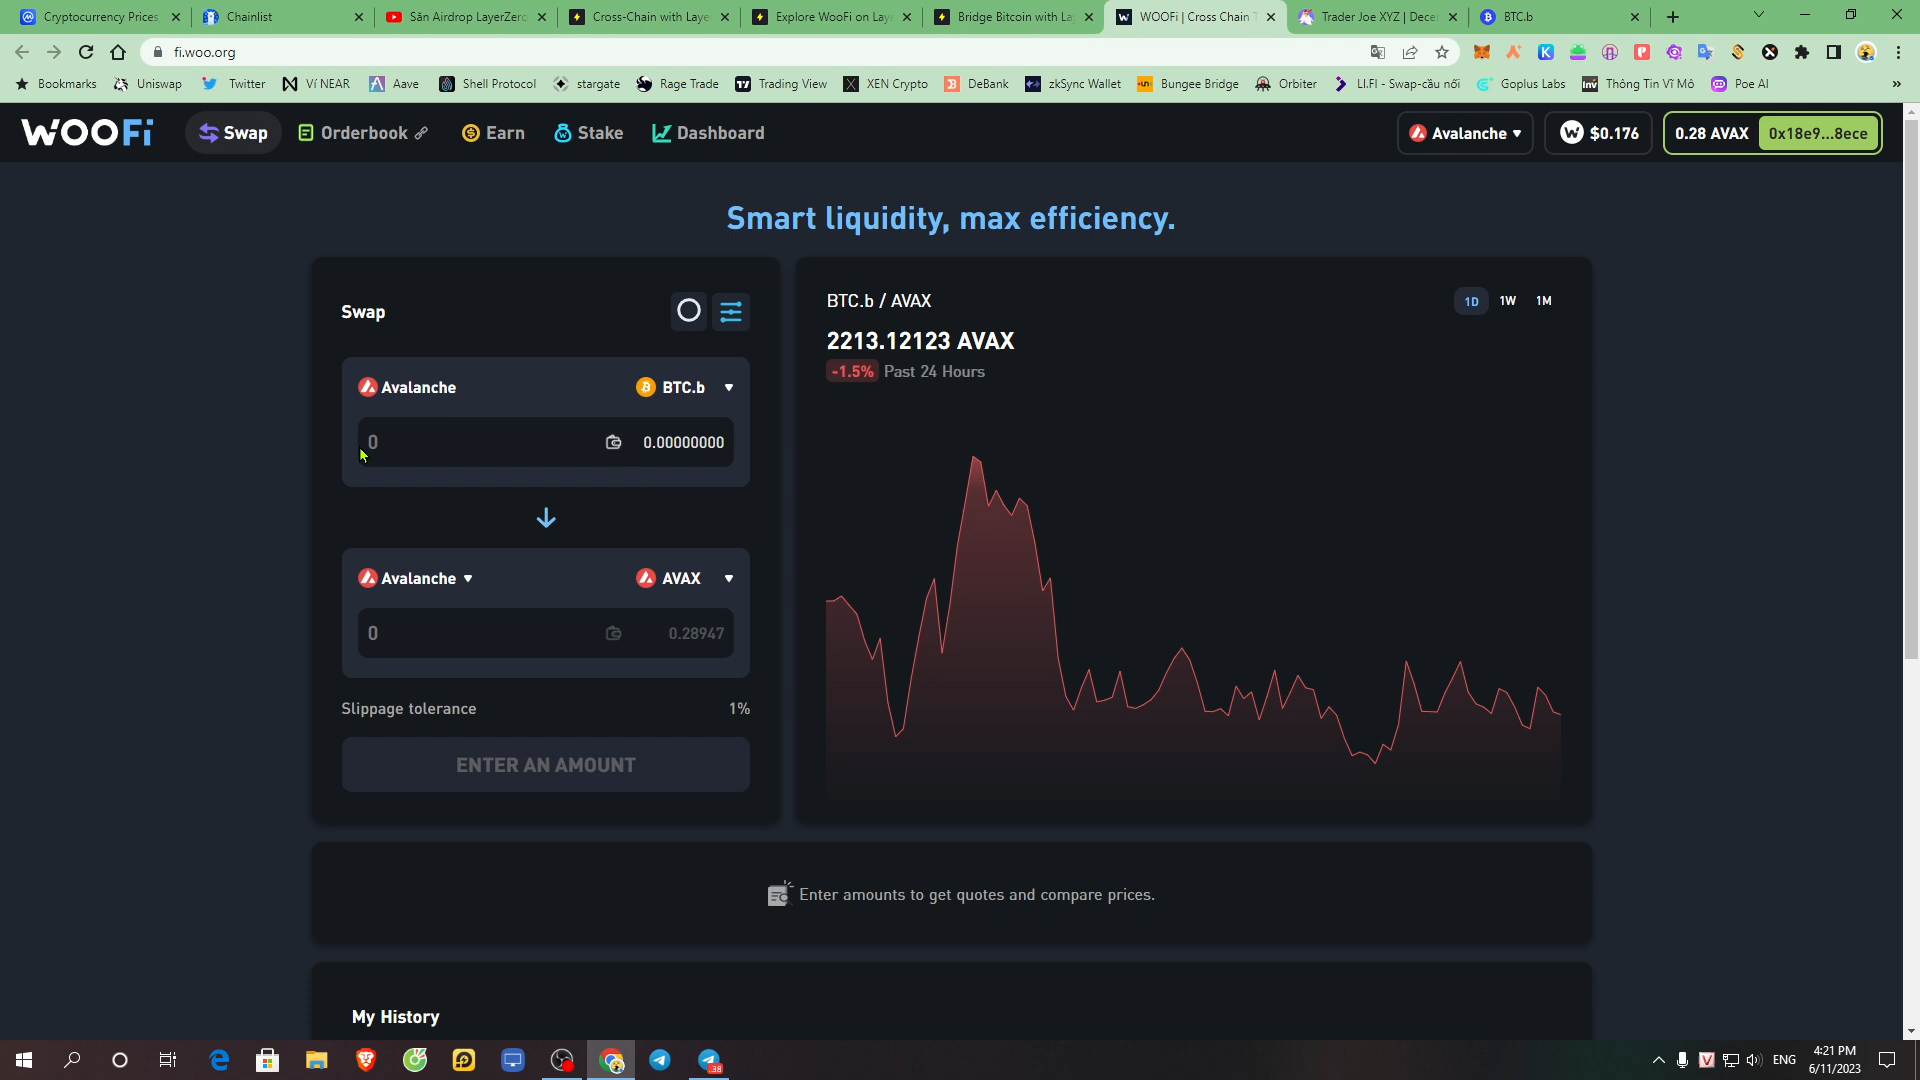 Cryptocurrency Prices
Chainlist
Săn Airdrop LayerZero
Cross-Chain with Laye
Explore WooFi on Laye
Bridge Bitcoin with La
WOOFi | Cross Chain
Trader Joe XYZ | Dece
BTC.b
fi.woo.org
Bookmarks
Uniswap
Twitter
Ví NEAR
Aave
Shell Protocol
stargate
Rage Trade
Trading View
XEN Crypto
DeBank
zkSync Wallet
Bungee Bridge
Orbiter
LI.FI - Swap-cầu nối
Goplus Labs
Thông Tin Vĩ Mô
Poe AI
WOOFi
Swap
Orderbook
Earn
Stake
Dashboard
Avalanche
$0.176
0.28 AVAX
0x18e9...8ece
Smart liquidity, max efficiency.
Swap
Avalanche
BTC.b
0
0.00000000
Avalanche
AVAX
0
0.28947
Slippage tolerance
1%
ENTER AN AMOUNT
BTC.b / AVAX
1D
1W
1M
2213.12123 AVAX
-1.5% Past 24 Hours
Enter amounts to get quotes and compare prices.
My History
38
ENG
4:21 PM
6/11/2023